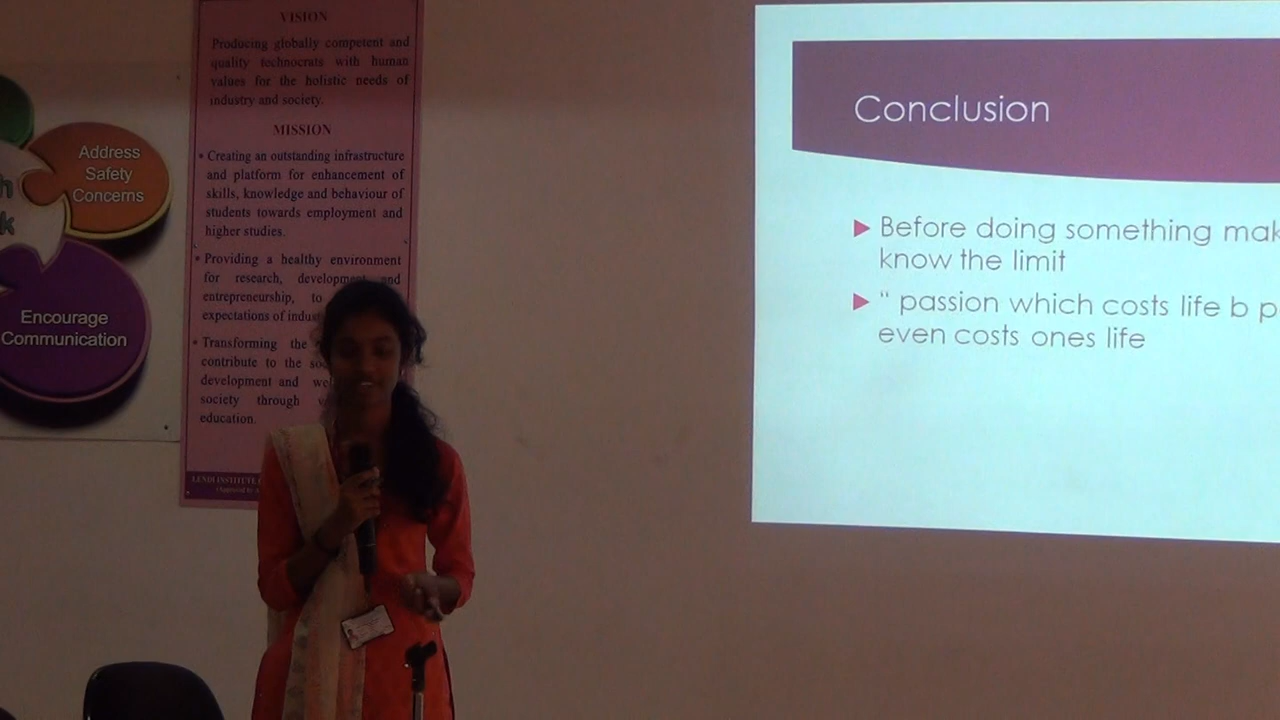 h
k
Address
Safety
Concerns
Encourage
Communication
VISION
Producing globally competent and
quality technocrats with human
values for the holistic needs of
industry and society.
MISSION
• Creating an outstanding infrastructure
and platform for enhancement of
skills, knowledge and behaviour of
students towards employment and
higher studies.
• Providing a healthy environment
for research, development and
entrepreneurship, to
expectations of
• Transforming the
contribute to the
development and
society through
education.
Conclusion
Before doing something mak
know the limit
“ passion which costs life b p
even costs ones life